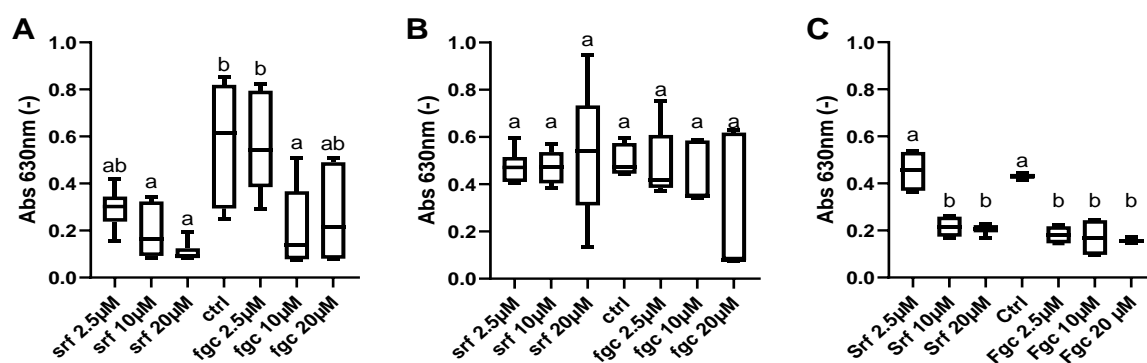 A
Abs 630nm (-)
1.0
0.8
0.6
0.4
0.2
0.0
ab
a
a
b
b
a
ab
srf 2.5µM
srf 10µM
srf 20µM
ctrl
fgc 2.5µM
fgc 10µM
fgc 20µM
B
Abs 630nm (-)
1.0
0.8
0.6
0.4
0.2
0.0
a
a
a
a
a
a
a
srf 2.5µM
srf 10µM
srf 20µM
ctrl
fgc 2.5µM
fgc 10µM
fgc 20µM
C
Abs 630nm (-)
1.0
0.8
0.6
0.4
0.2
0.0
a
b
b
a
b
b
b
Srf 2.5µM
Srf 10µM
Srf 20µM
Ctrl
Fgc 2.5µM
Fgc 10µM
Fgc 20 µM